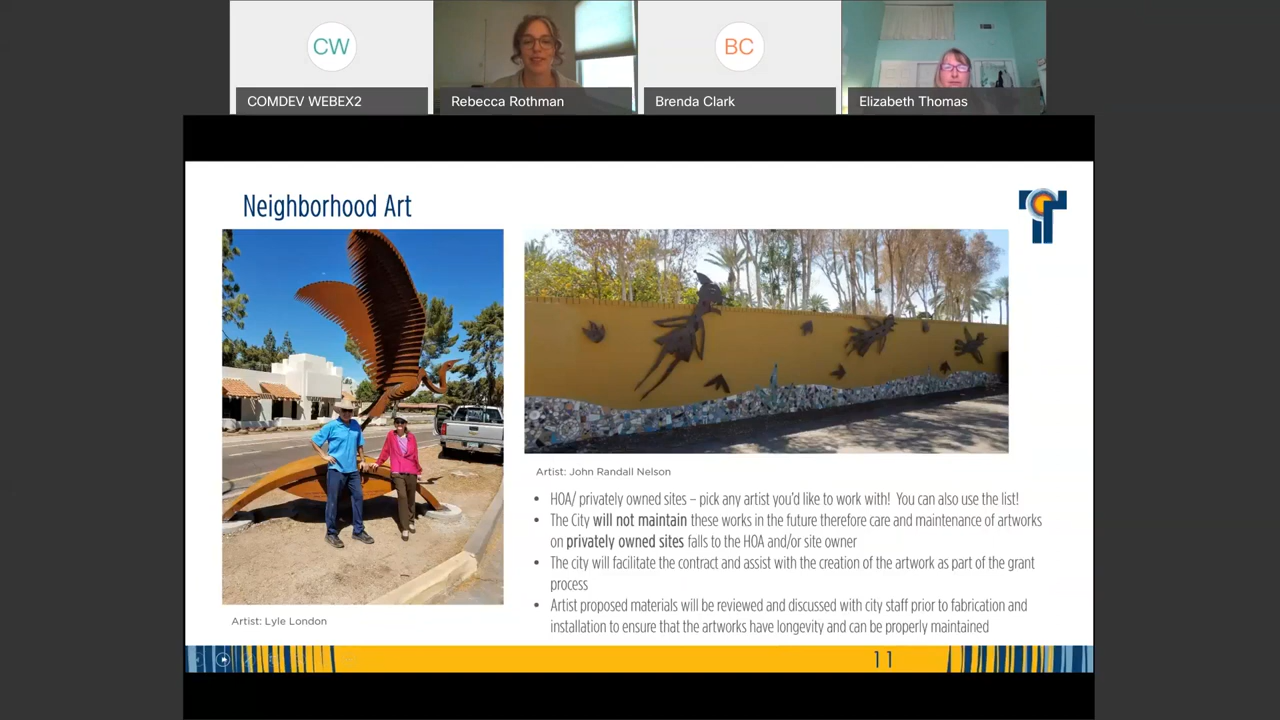 CW
BC
COMDEV WEBEX2
Rebecca Rothman
Brenda Clark
Elizabeth Thomas
Neighborhood Art
Artist: John Randall Nelson
• HOA/ privately owned sites – pick any artist you'd like to work with! You can also use the list!
• The City will not maintain these works in the future therefore care and maintenance of artworks
on privately owned sites falls to the HOA and/or site owner
• The city will facilitate the contract and assist with the creation of the artwork as part of the grant
process
• Artist proposed materials will be reviewed and discussed with city staff prior to fabrication and
installation to ensure that the artworks have longevity and can be properly maintained
Artist: Lyle London
11